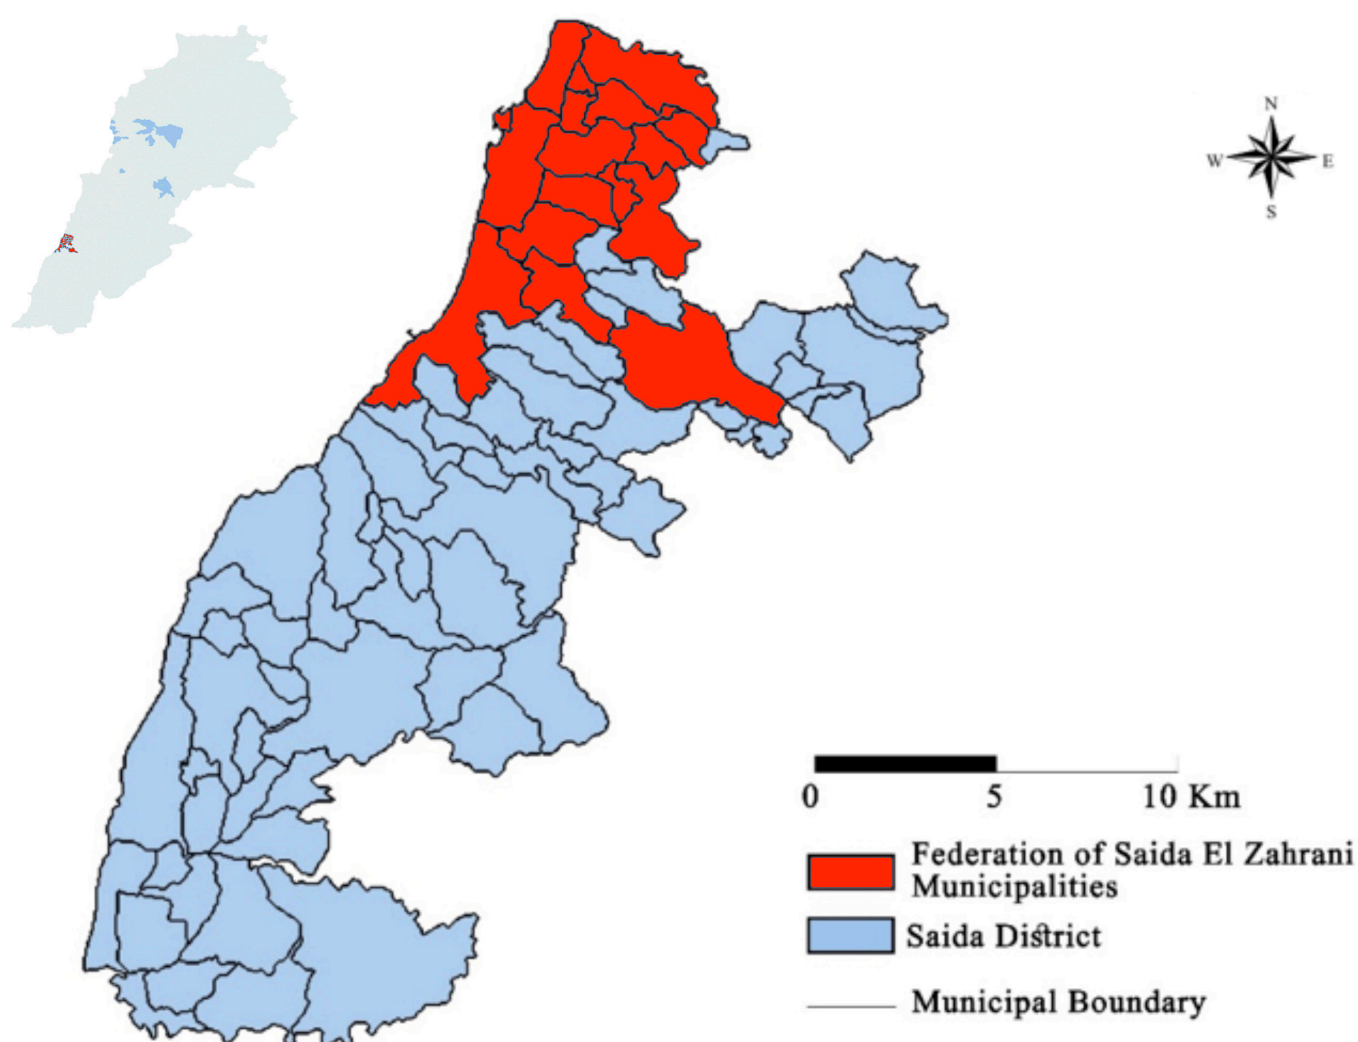 N
W E
S
0 5 10 Km
Federation of Saida El Zahrani
Municipalities
Saida District
Municipal Boundary